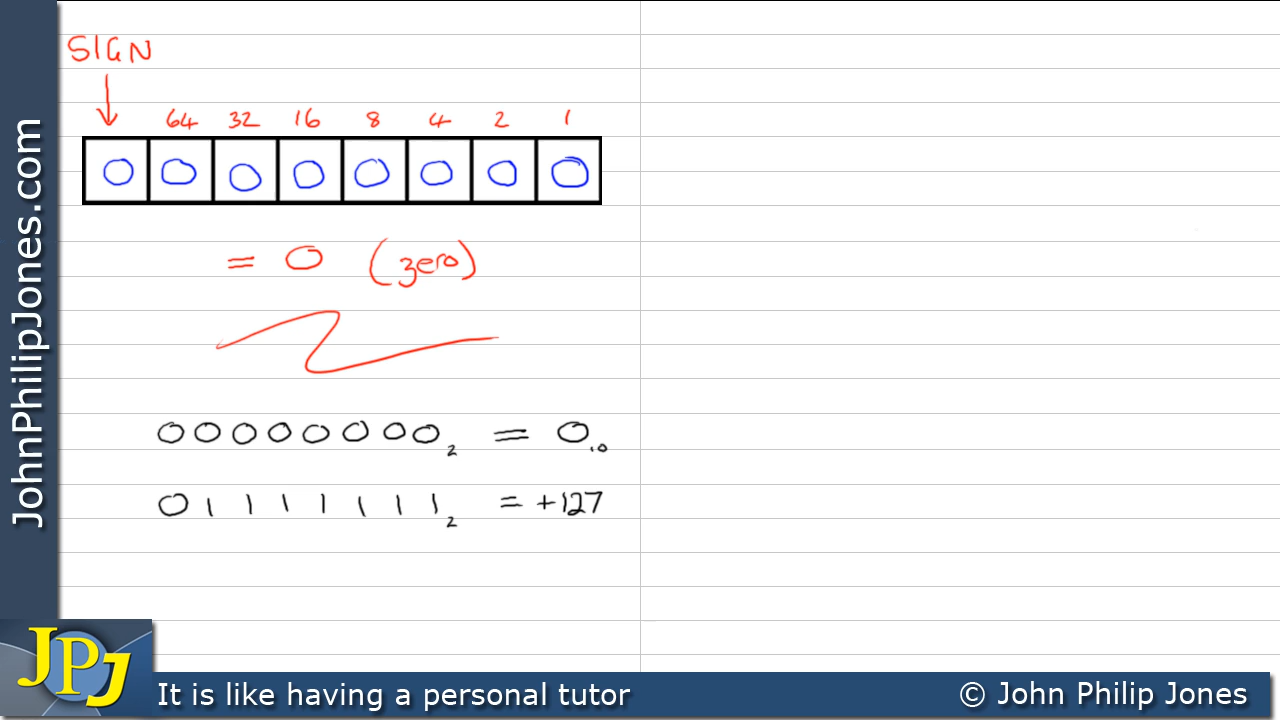 SIGN
64 32 16 8 4 2 1
0 0 0 0 0 0 0 0
= 0 (zero)
00000000₂ = 0₁₀
01111111₂ = +127
JohnPhilipJones.com
JPJ
It is like having a personal tutor
© John Philip Jones